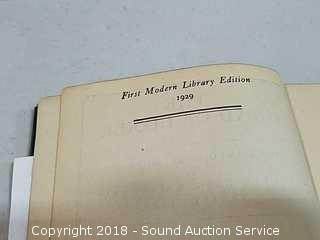 First Modern Library Edition
1929
Copyright 2018 - Sound Auction Service